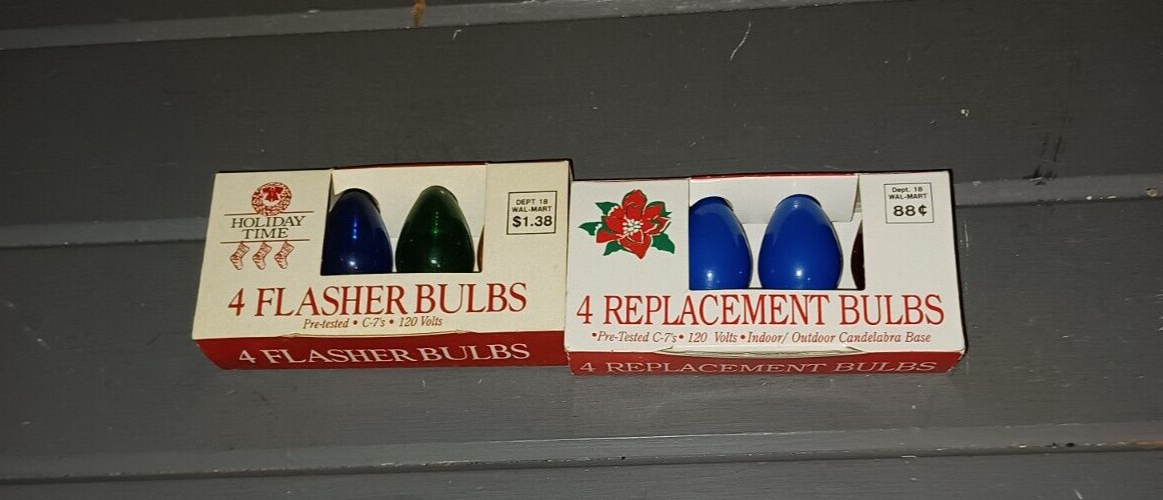 HOLIDAY
TIME
DEPT 18
WAL-MART
$1.38
4 FLASHER BULBS
Pre-tested • C-7's • 120 Volts
4 FLASHER BULBS
Dept. 18
WAL-MART
88¢
4 REPLACEMENT BULBS
•Pre-Tested C-7's • 120 Volts • Indoor/ Outdoor Candelabra Base
4 REPLACEMENT BULBS